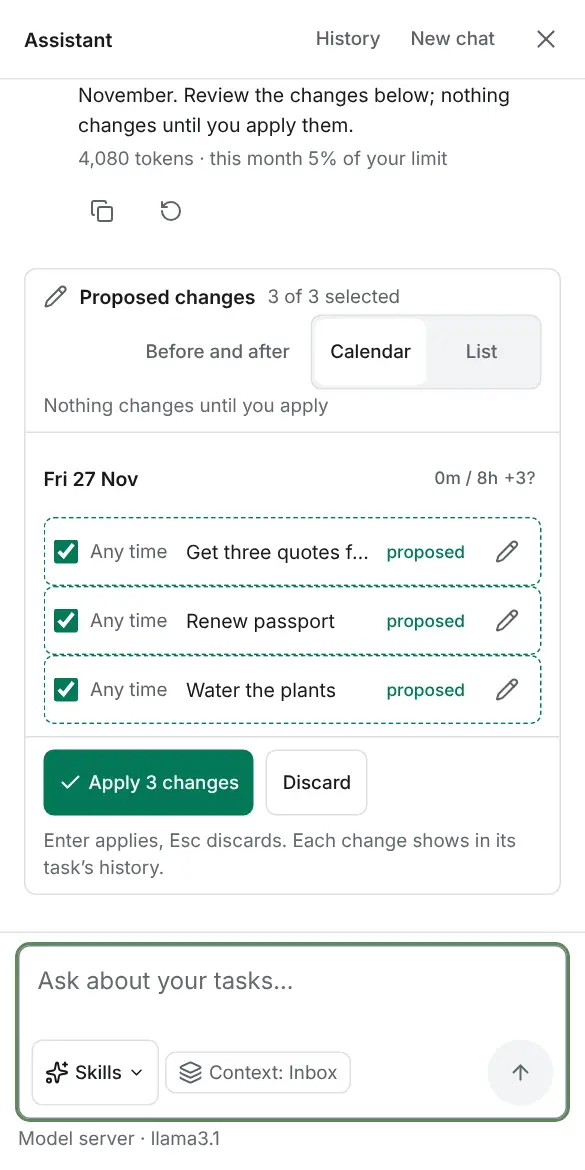 Assistant
History
New chat
November. Review the changes below; nothing
changes until you apply them.
4,080 tokens · this month 5% of your limit
Proposed changes 3 of 3 selected
Before and after Calendar List
Nothing changes until you apply
Fri 27 Nov 0m / 8h +3?
Any time Get three quotes f... proposed
Any time Renew passport proposed
Any time Water the plants proposed
Apply 3 changes Discard
Enter applies, Esc discards. Each change shows in its
task’s history.
Ask about your tasks...
Skills Context: Inbox
Model server · llama3.1